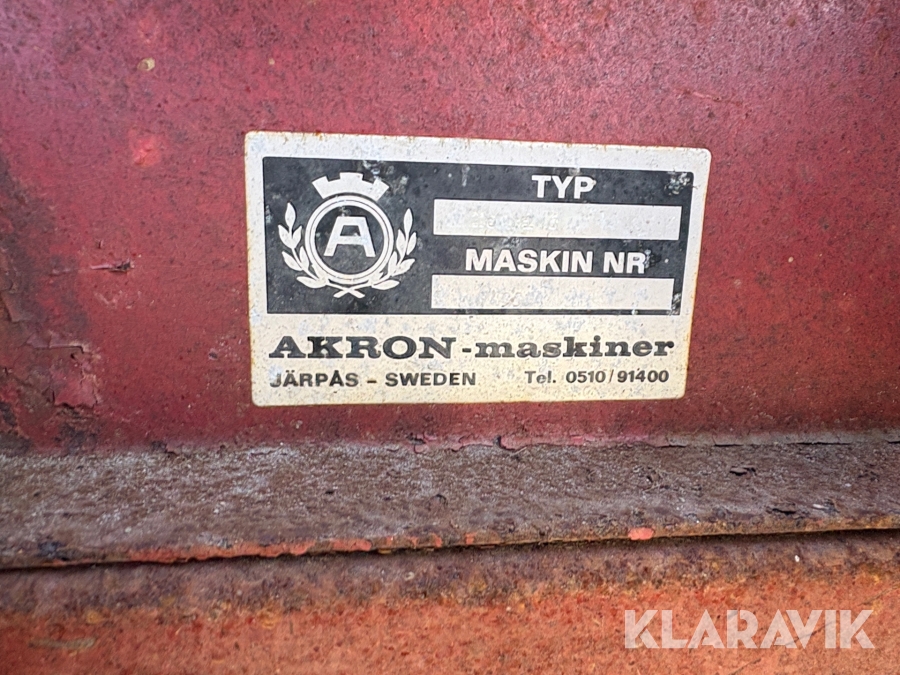 A
TYP
MASKIN NR
AKRON-maskiner
JÄRPÅS - SWEDEN Tel. 0510/91400
KLARAVIK